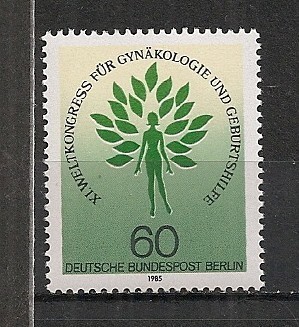 XI. WELTKONGRESS FÜR GYNÄKOLOGIE UND GEBURTSHILFE
60
DEUTSCHE BUNDESPOST BERLIN
1985